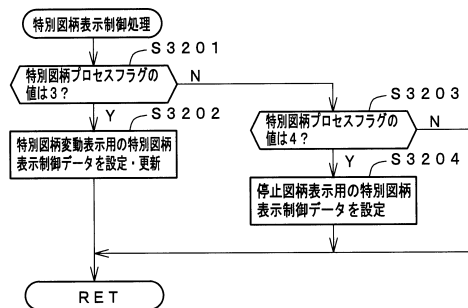 特別図柄表示制御処理
S3201
特別図柄プロセスフラグの
値は3?
N
Y
S3202
特別図柄変動表示用の特別図柄
表示制御データを設定・更新
S3203
特別図柄プロセスフラグの
値は4?
N
Y
S3204
停止図柄表示用の特別図柄
表示制御データを設定
RET